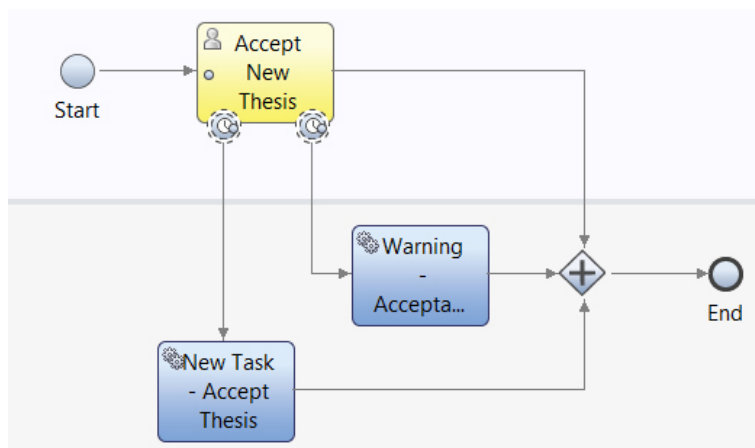 Accept
New
Thesis
Start
Warning
-
Accepta...
End
New Task
- Accept
Thesis